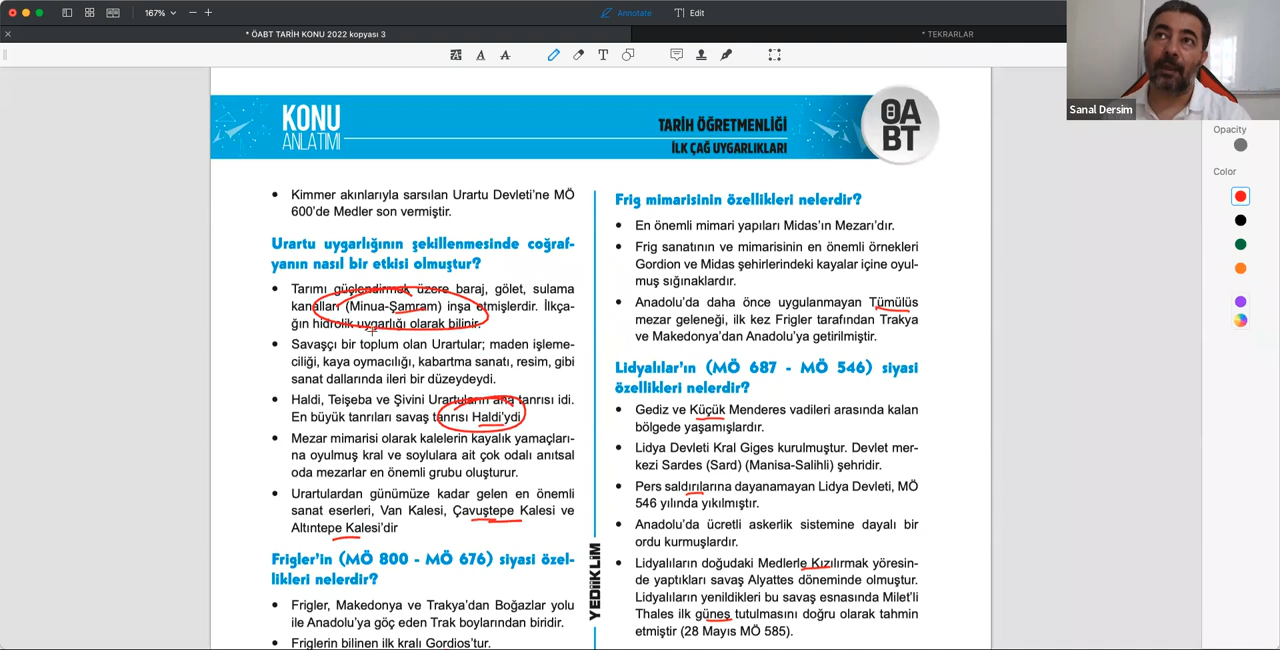 167%
Annotate
Edit
* ÖABT TARİH KONU 2022 kopyası 3
* TEKRARLAR
Sanal Dersim
Opacity
Color
KONU
ANLATIMI
TARİH ÖĞRETMENLİĞİ
İLK ÇAĞ UYGARLIKLARI
ÖA
BT
Kimmer akınlarıyla sarsılan Urartu Devleti’ne MÖ
600’de Medler son vermiştir.
Urartu uygarlığının şekillenmesinde coğraf-
yanın nasıl bir etkisi olmuştur?
Tarımı güçlendirmek üzere baraj, gölet, sulama
kanalları (Minua-Şamram) inşa etmişlerdir. İlkça-
ğın hidrolik uygarlığı olarak bilinir.
Savaşçı bir toplum olan Urartular; maden işleme-
ciliği, kaya oymacılığı, kabartma sanatı, resim, gibi
sanat dallarında ileri bir düzeydeydi.
Haldi, Teişeba ve Şivini Urartuların ana tanrısı idi.
En büyük tanrıları savaş tanrısı Haldi’ydi.
Mezar mimarisi olarak kalelerin kayalık yamaçları-
na oyulmuş kral ve soylulara ait çok odalı anıtsal
oda mezarlar en önemli grubu oluşturur.
Urartulardan günümüze kadar gelen en önemli
sanat eserleri, Van Kalesi, Çavuştepe Kalesi ve
Altıntepe Kalesi’dir
Frigler’in (MÖ 800 - MÖ 676) siyasi özel-
likleri nelerdir?
Frigler, Makedonya ve Trakya’dan Boğazlar yolu
ile Anadolu’ya göç eden Trak boylarından biridir.
Friglerin bilinen ilk kralı Gordios’tur.
YEDİİKLİM
Frig mimarisinin özellikleri nelerdir?
En önemli mimari yapıları Midas’ın Mezarı’dır.
Frig sanatının ve mimarisinin en önemli örnekleri
Gordion ve Midas şehirlerindeki kayalar içine oyul-
muş sığınaklardır.
Anadolu’da daha önce uygulanmayan Tümülüs
mezar geleneği, ilk kez Frigler tarafından Trakya
ve Makedonya’dan Anadolu’ya getirilmiştir.
Lidyalılar’ın (MÖ 687 - MÖ 546) siyasi
özellikleri nelerdir?
Gediz ve Küçük Menderes vadileri arasında kalan
bölgede yaşamışlardır.
Lidya Devleti Kral Giges kurulmuştur. Devlet mer-
kezi Sardes (Sard) (Manisa-Salihli) şehridir.
Pers saldırılarına dayanamayan Lidya Devleti, MÖ
546 yılında yıkılmıştır.
Anadolu’da ücretli askerlik sistemine dayalı bir
ordu kurmuşlardır.
Lidyalıların doğudaki Medlerle Kızılırmak yöresin-
de yaptıkları savaş Alyattes döneminde olmuştur.
Lidyalıların yenildikleri bu savaş esnasında Milet’li
Thales ilk güneş tutulmasını doğru olarak tahmin
etmiştir (28 Mayıs MÖ 585).